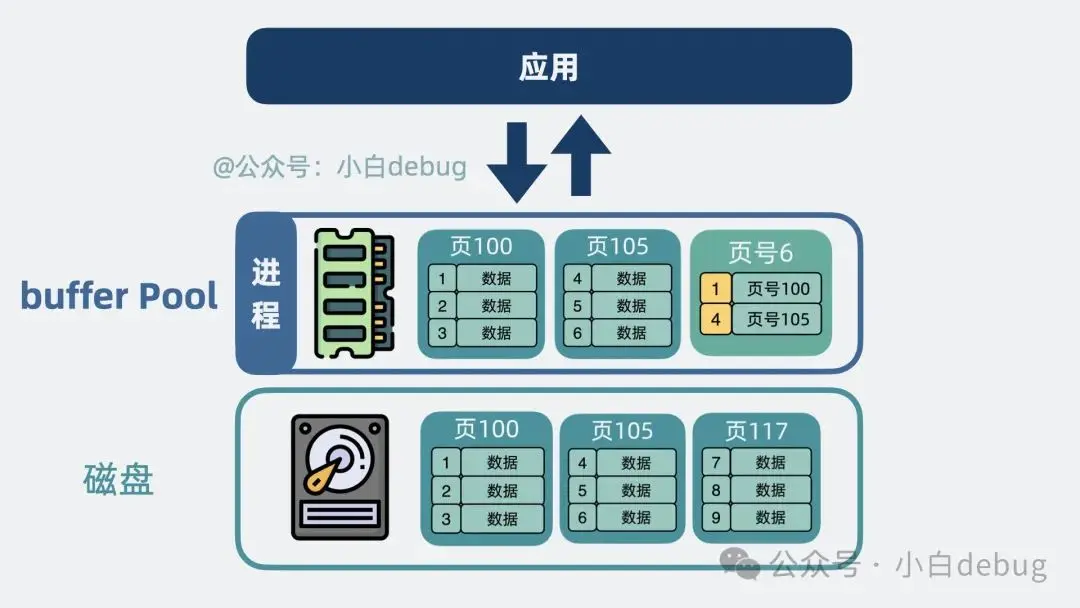 应用
@公众号：小白debug
buffer Pool
进
程
页100
1 数据
2 数据
3 数据
页105
4 数据
5 数据
6 数据
页号6
1 页号100
4 页号105
磁盘
页100
1 数据
2 数据
3 数据
页105
4 数据
5 数据
6 数据
页117
7 数据
8 数据
9 数据
公众号 · 小白debug